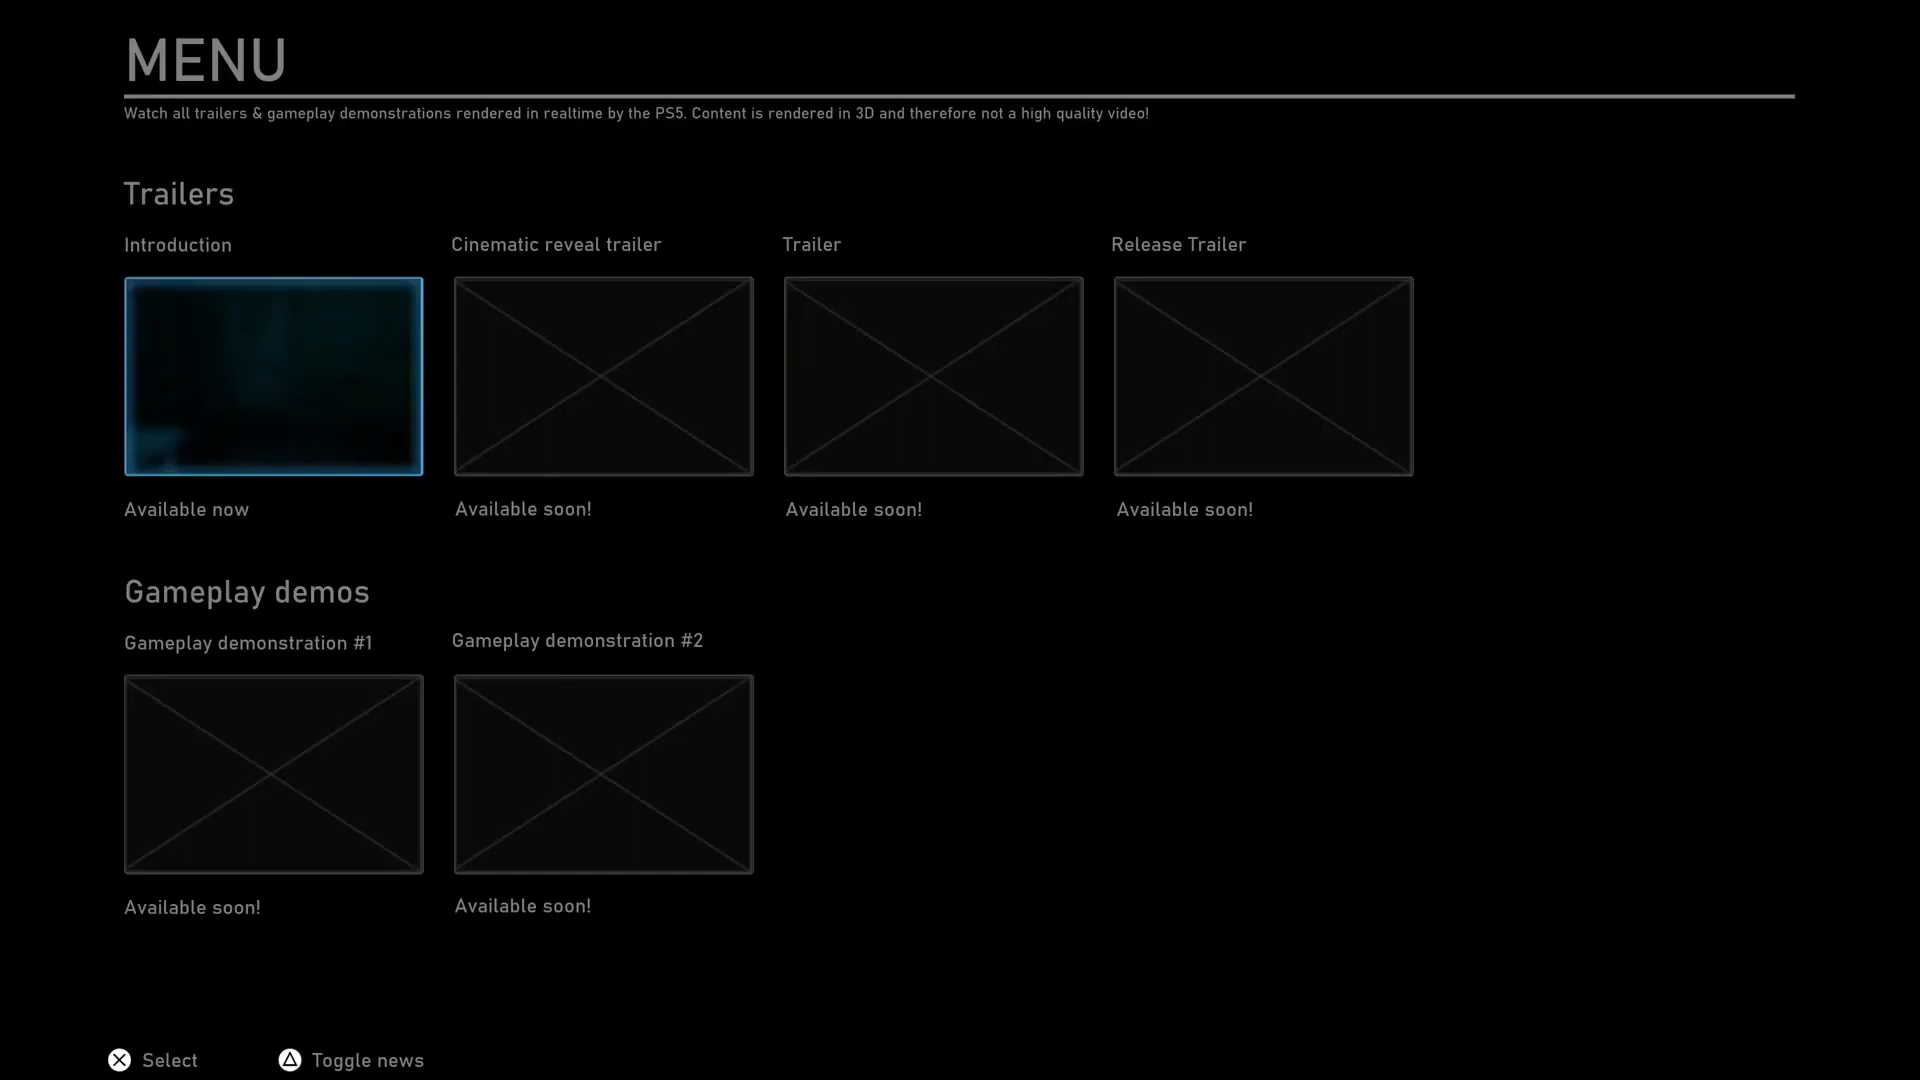 MENU
Watch all trailers & gameplay demonstrations rendered in realtime by the PS5. Content is rendered in 3D and therefore not a high quality video!
Trailers
Introduction
Cinematic reveal trailer
Trailer
Release Trailer
Available now
Available soon!
Available soon!
Available soon!
Gameplay demos
Gameplay demonstration #1
Gameplay demonstration #2
Available soon!
Available soon!
Select
Toggle news